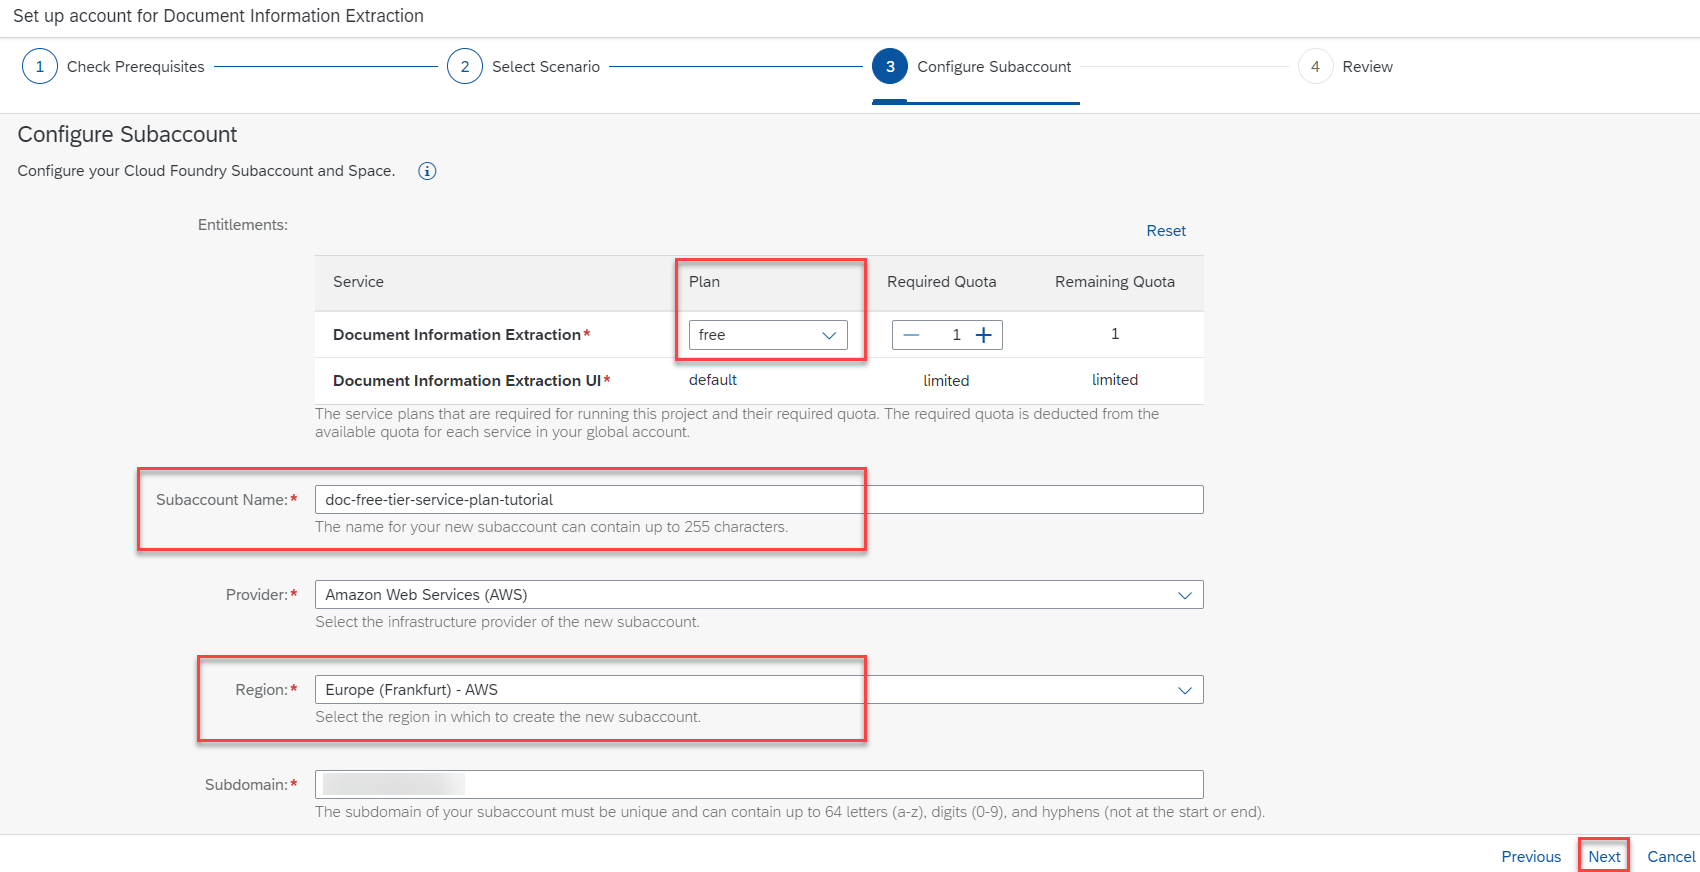 Set up account for Document Information Extraction
1 Check Prerequisites 2 Select Scenario 3 Configure Subaccount 4 Review
Configure Subaccount
Configure your Cloud Foundry Subaccount and Space.
Entitlements:
Reset
Service Plan Required Quota Remaining Quota
Document Information Extraction* free 1 1
Document Information Extraction UI* default limited limited
The service plans that are required for running this project and their required quota. The required quota is deducted from the
available quota for each service in your global account.
Subaccount Name:* doc-free-tier-service-plan-tutorial
The name for your new subaccount can contain up to 255 characters.
Provider:* Amazon Web Services (AWS)
Select the infrastructure provider of the new subaccount.
Region:* Europe (Frankfurt) - AWS
Select the region in which to create the new subaccount.
Subdomain:*
The subdomain of your subaccount must be unique and can contain up to 64 letters (a-z), digits (0-9), and hyphens (not at the start or end).
Previous Next Cancel